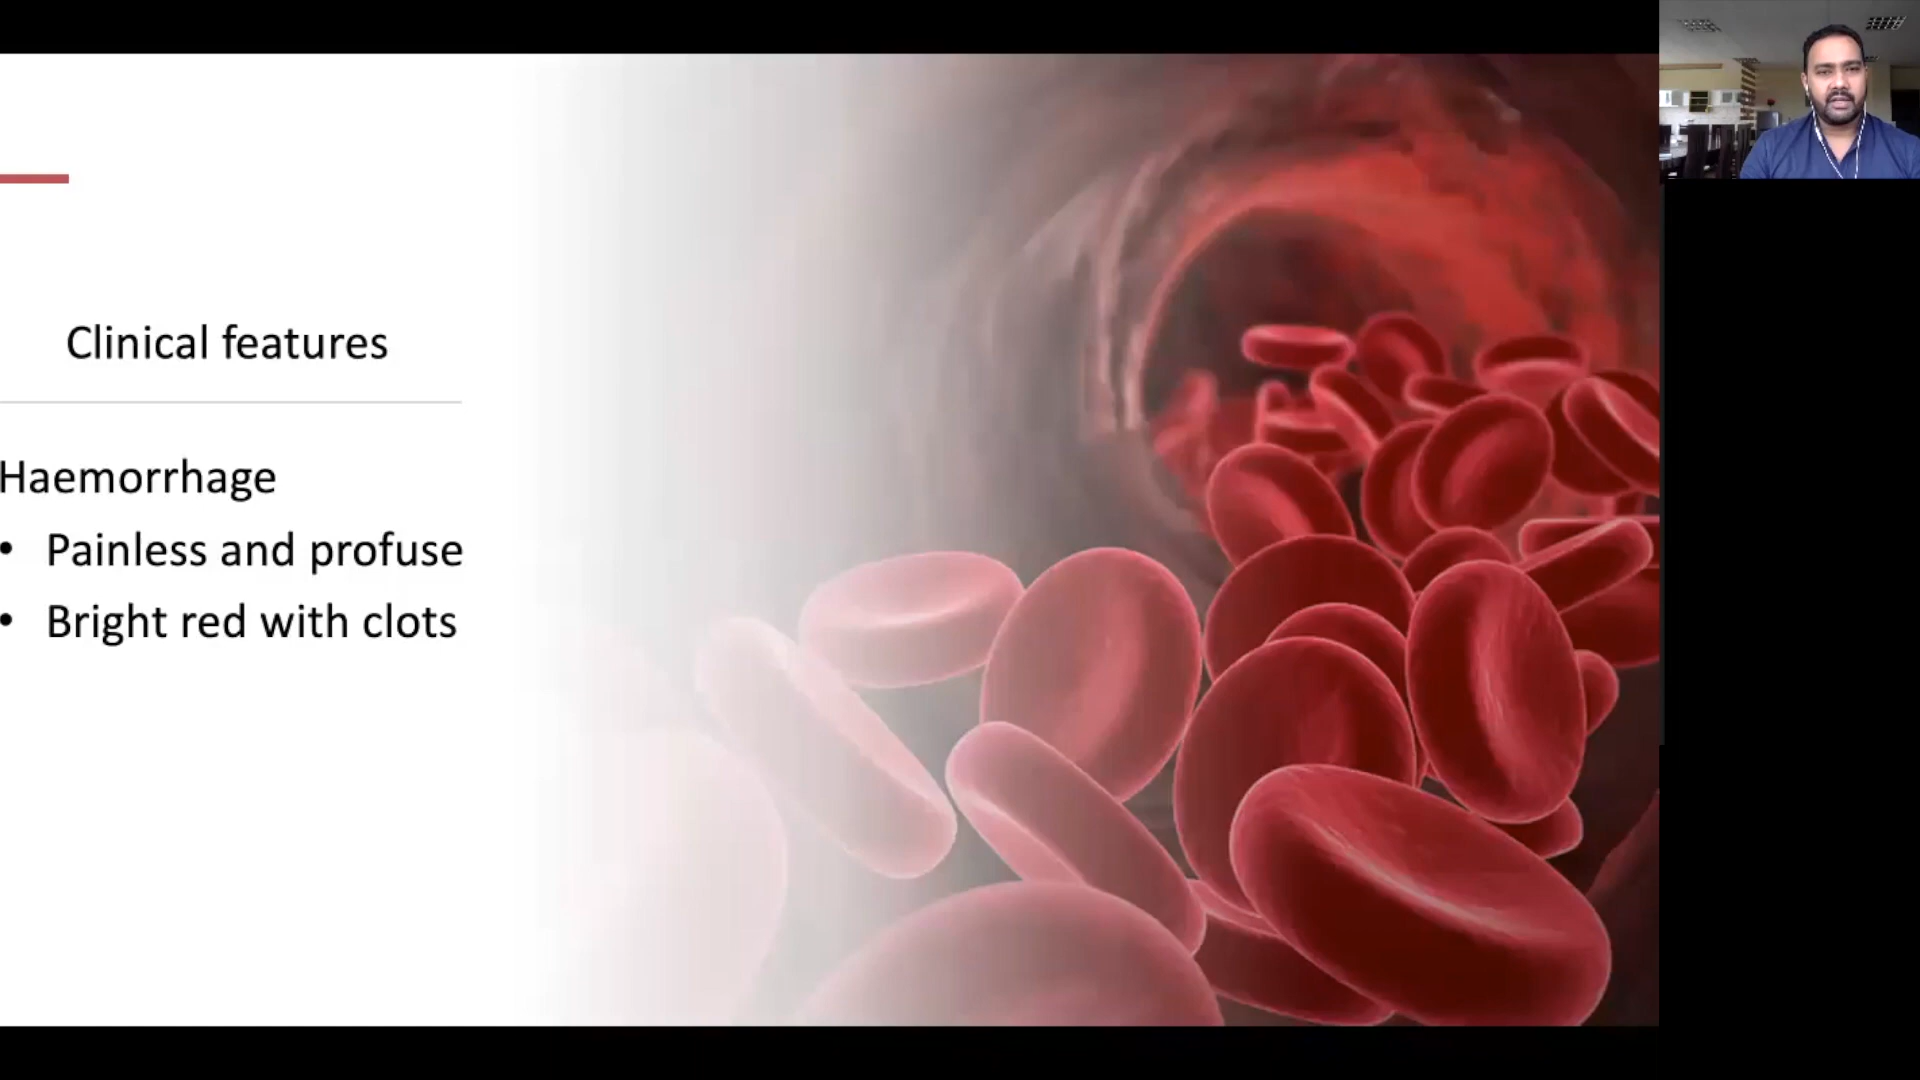 Clinical features
Haemorrhage
• Painless and profuse
• Bright red with clots